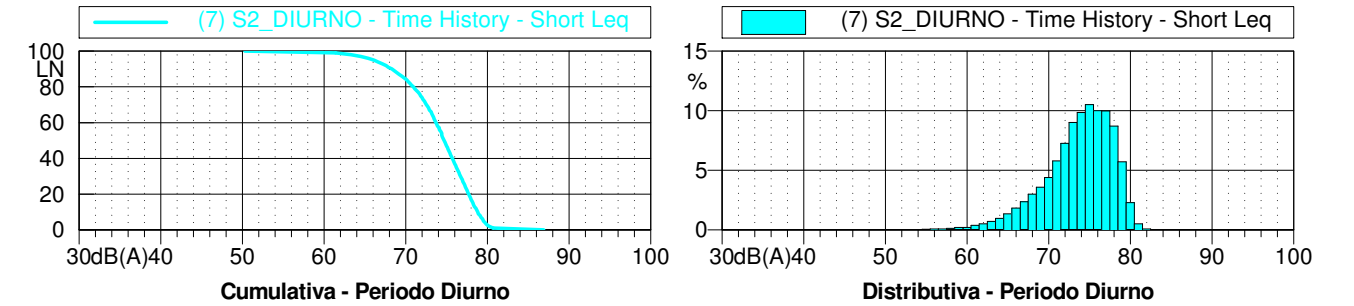 (7) S2_DIURNO - Time History - Short Leq
100
LN
80
60
40
20
0
30dB(A)40 50 60 70 80 90 100
Cumulativa - Periodo Diurno
(7) S2_DIURNO - Time History - Short Leq
15
%
10
5
0
30dB(A)40 50 60 70 80 90 100
Distributiva - Periodo Diurno